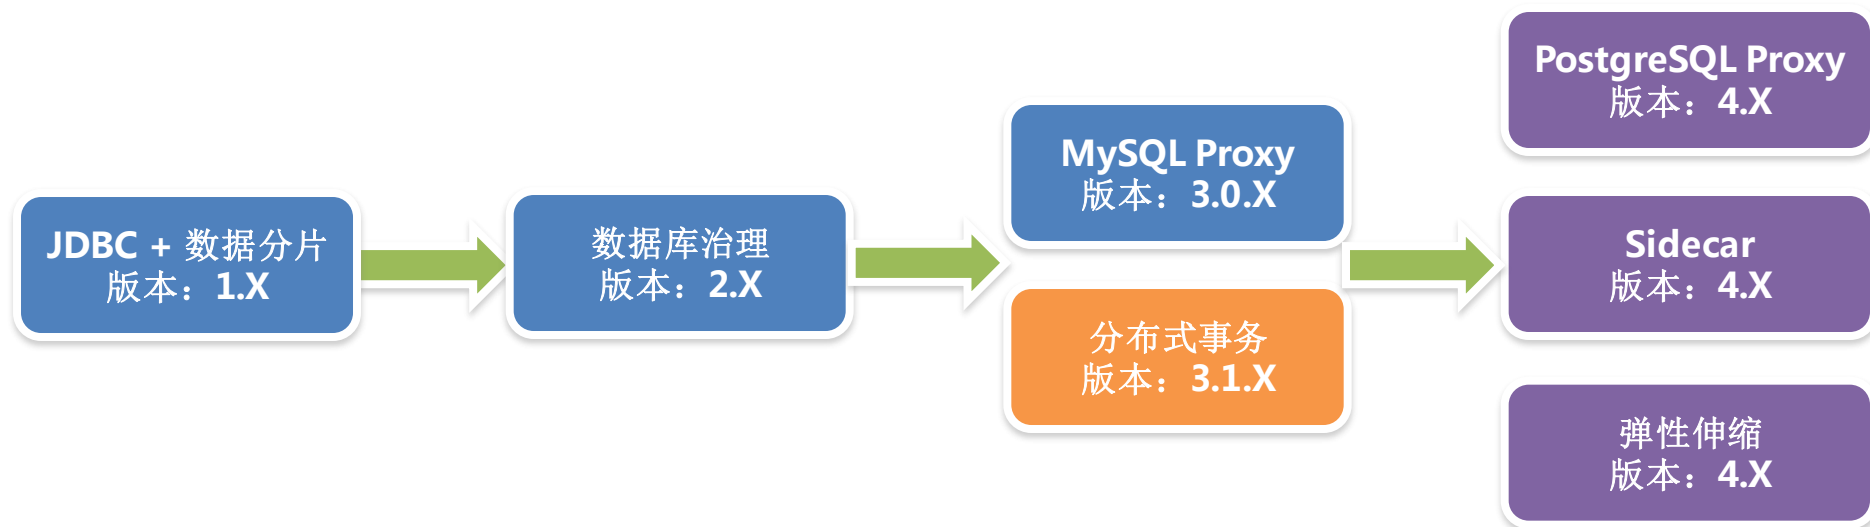 JDBC + 数据分片
版本：1.X
数据库治理
版本：2.X
MySQL Proxy
版本：3.0.X
分布式事务
版本：3.1.X
PostgreSQL Proxy
版本：4.X
Sidecar
版本：4.X
弹性伸缩
版本：4.X